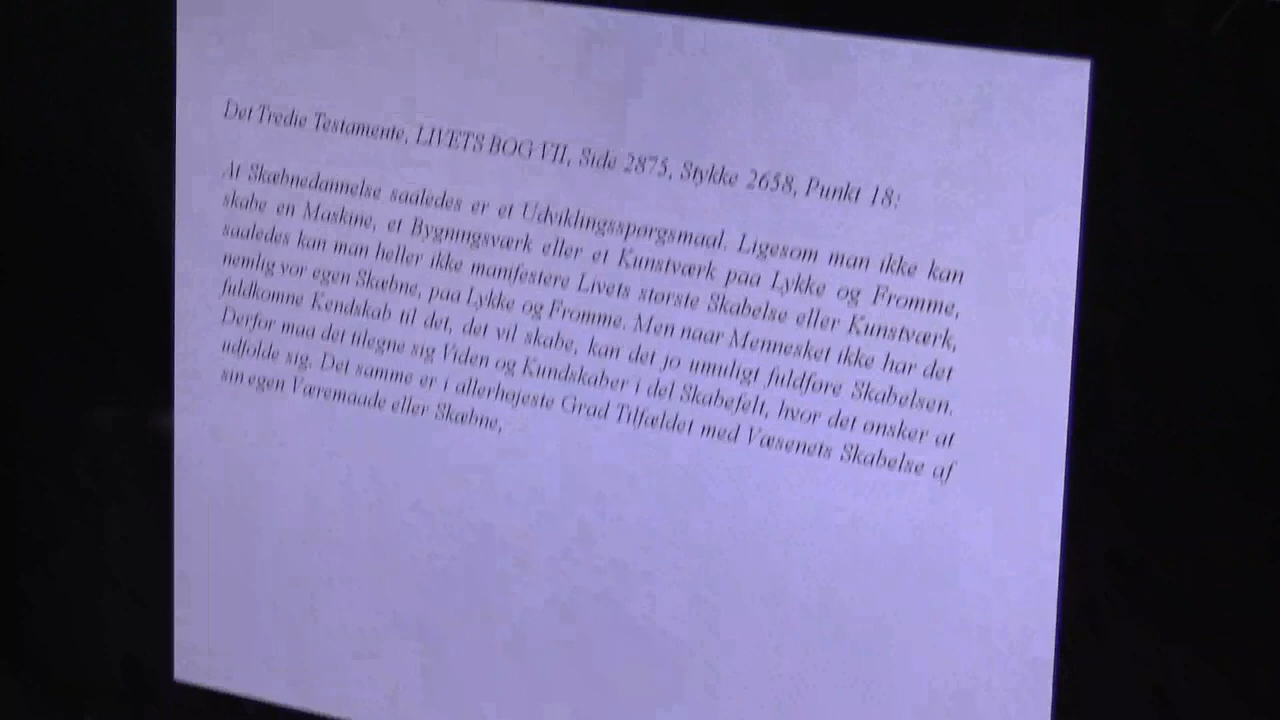 Det Tredie Testamente, LIVETS BOG VII, Side 2875, Stykke 2658, Punkt 18:
At Skæbnedannelse saaledes er et Udviklingsspørgsmaal. Ligesom man ikke kan
skabe en Maskine, et Bygningsværk eller et Kunstværk paa Lykke og Fromme,
saaledes kan man heller ikke manifestere Livets største Skabelse eller Kunstværk,
nemlig vor egen Skæbne, paa Lykke og Fromme. Men naar Mennesket ikke har det
fuldkomne Kendskab til det, det vil skabe, kan det jo umuligt fuldføre Skabelsen.
Derfor maa det tilegne sig Viden og Kundskaber i det Skabefelt, hvor det ønsker at
udfolde sig. Det samme er i allerhøjeste Grad Tilfældet med Væsenets Skabelse af
sin egen Væremaade eller Skæbne,